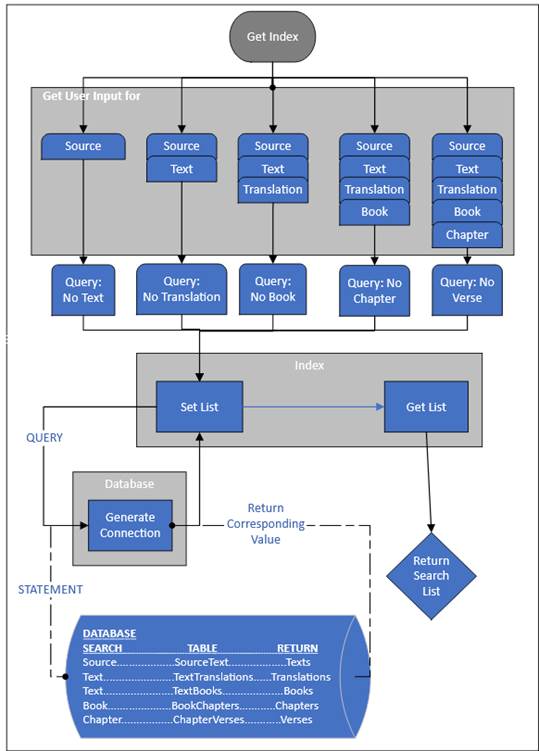 Get Index
Get User Input for
Source
Source
Text
Source
Text
Translation
Source
Text
Translation
Book
Source
Text
Translation
Book
Chapter
Query:
No Text
Query:
No Translation
Query:
No Book
Query: No
Chapter
Query: No
Verse
Index
Set List
Get List
QUERY
Database
Generate
Connection
Return
Corresponding
Value
Return
Search
List
STATEMENT
DATABASE
SEARCH TABLE RETURN
Source......................SourceText...................Texts
Text.......................TextTranslations......Translations
Text.......................TextBooks.....................Books
Book......................BookChapters............Chapters
Chapter.................ChapterVerses............Verses